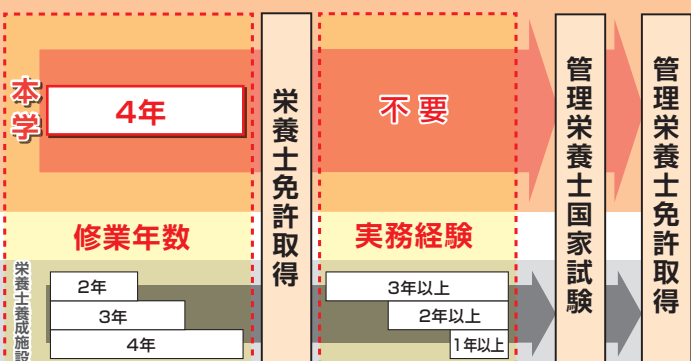 本学
4年
栄養士免許取得
不要
管理栄養士国家試験
管理栄養士免許取得
修業年数
実務経験
栄養士養成施設
2年
3年
4年
3年以上
2年以上
1年以上